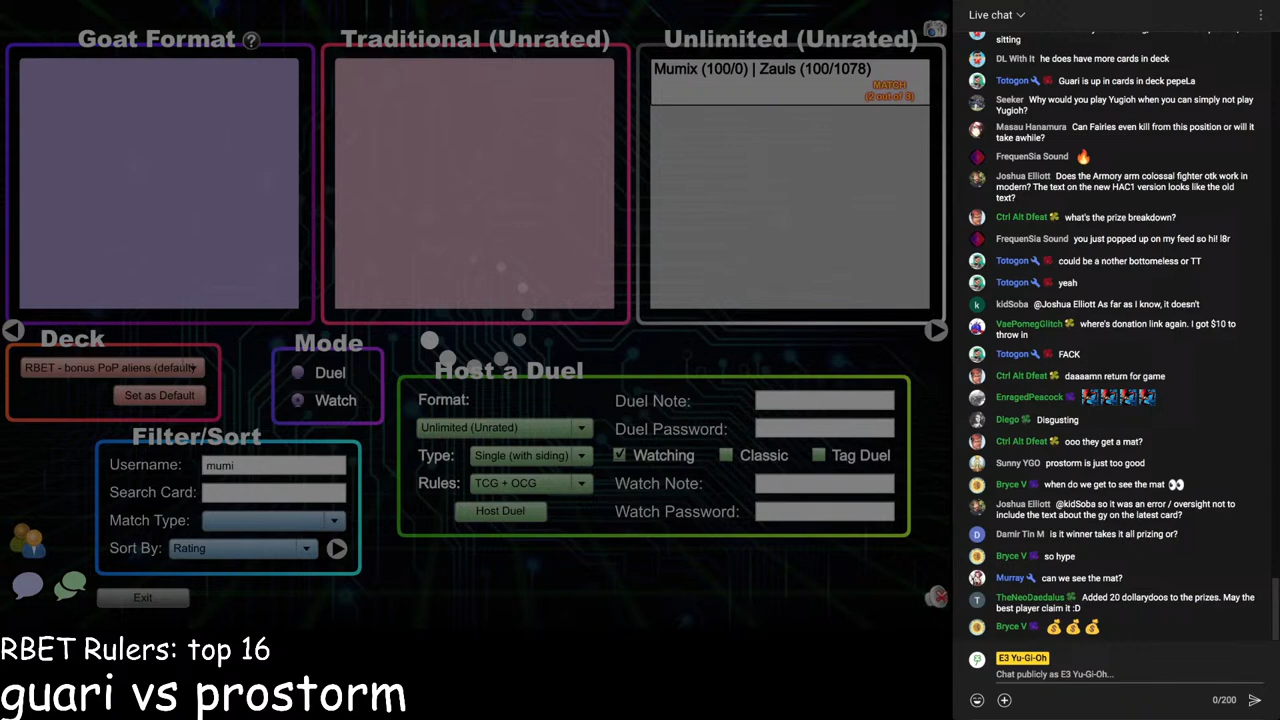 Goat Format ?
Traditional (Unrated)
Unlimited (Unrated)
Mumix (100/0) | Zauls (100/1078)
MATCH
(2 out of 3)
Deck
RBET - bonus PoP aliens (default)
Set as Default
Mode
Duel
Watch
Host a Duel
Format:
Unlimited (Unrated)
Type:
Single (with siding)
Rules:
TCG + OCG
Host Duel
Duel Note:
Duel Password:
Watching
Classic
Tag Duel
Watch Note:
Watch Password:
Filter/Sort
Username:
mumi
Search Card:
Match Type:
Sort By:
Rating
Exit
RBET Rulers: top 16
guari vs prostorm
Live chat
sitting
DL With It he does have more cards in deck
Totogon Guari is up in cards in deck pepeLa
Seeker Why would you play Yugioh when you can simply not play
Yugioh?
Masau Hanamura Can Fairies even kill from this position or will it
take awhile?
FrequenSia Sound 🔥
Joshua Elliott Does the Armory arm colossal fighter otk work in
modern? The text on the new HAC1 version looks like the old
text?
Ctrl Alt Dfeat what's the prize breakdown?
FrequenSia Sound you just popped up on my feed so hi! l8r
Totogon could be a nother bottomeless or TT
Totogon yeah
kidSoba @Joshua Elliott As far as I know, it doesn't
VaePomegGlitch where's donation link again. I got $10 to
throw in
Totogon FACK
Ctrl Alt Dfeat daaaamn return for game
EnragedPeacock
Diego Disgusting
Ctrl Alt Dfeat ooo they get a mat?
Sunny YGO prostorm is just too good
Bryce V when do we get to see the mat 👀
Joshua Elliott @kidSoba so it was an error / oversight not to
include the text about the gy on the latest card?
Damir Tin M is it winner takes it all prizing or?
Bryce V so hype
Murray can we see the mat?
TheNeoDaedalus Added 20 dollarydoos to the prizes. May the
best player claim it :D
Bryce V 💰 💰 💰
E3 Yu-Gi-Oh
Chat publicly as E3 Yu-Gi-Oh...
0/200